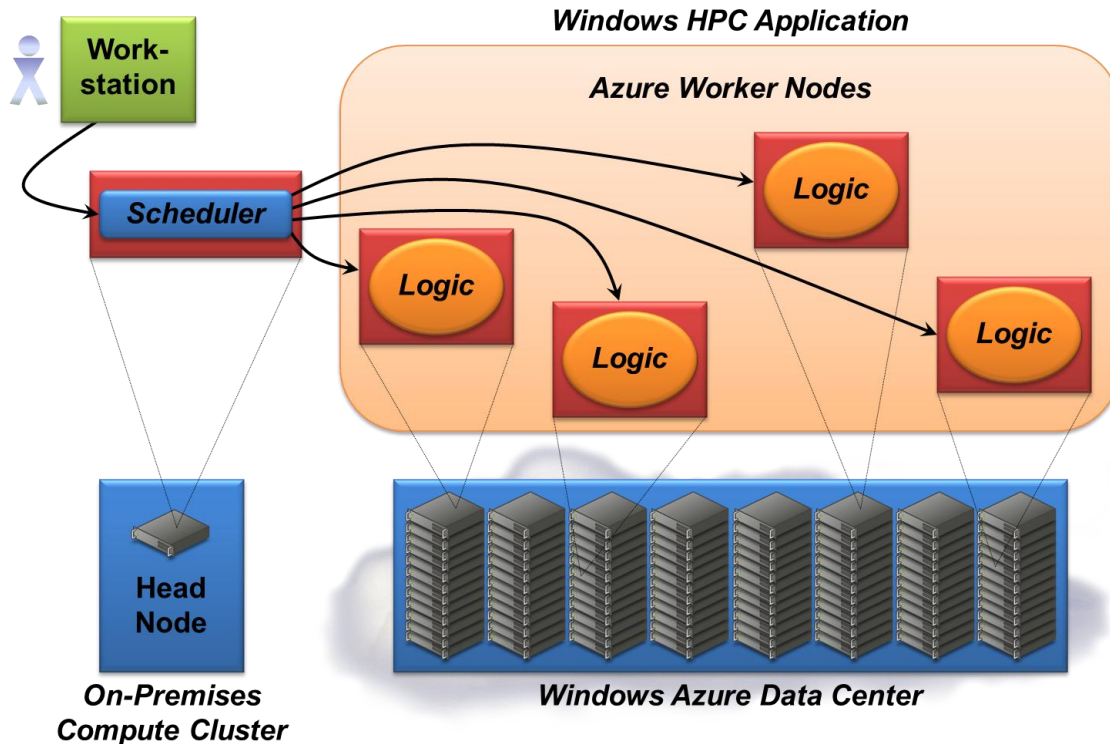 Windows HPC Application
Work-
station
Azure Worker Nodes
Logic
Scheduler
Logic
Logic
Logic
Head
Node
On-Premises
Compute Cluster
Windows Azure Data Center